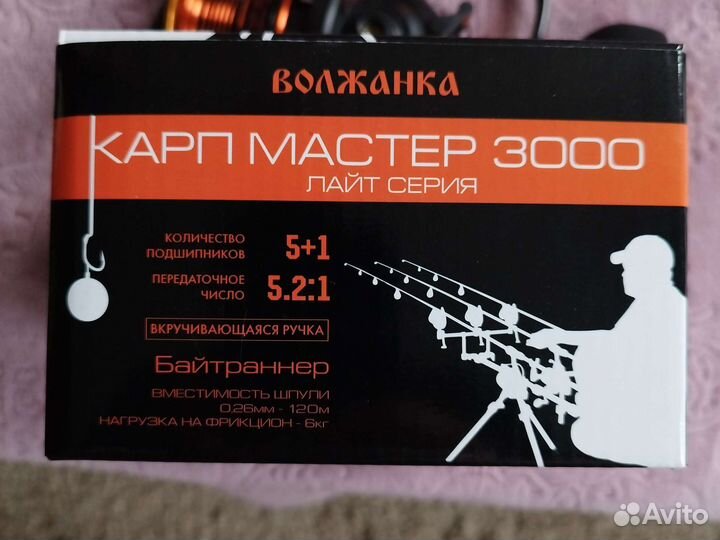 ВОЛЖАНКА
КАРП МАСТЕР 3000
ЛАЙТ СЕРИЯ
КОЛИЧЕСТВО
ПОДШИПНИКОВ 5+1
ПЕРЕДАТОЧНОЕ
ЧИСЛО 5.2:1
ВКРУЧИВАЮЩАЯСЯ РУЧКА
Байтраннер
ВМЕСТИМОСТЬ ШПУЛИ
0,26мм - 120м
НАГРУЗКА НА ФРИКЦИОН - 6кг
Avito